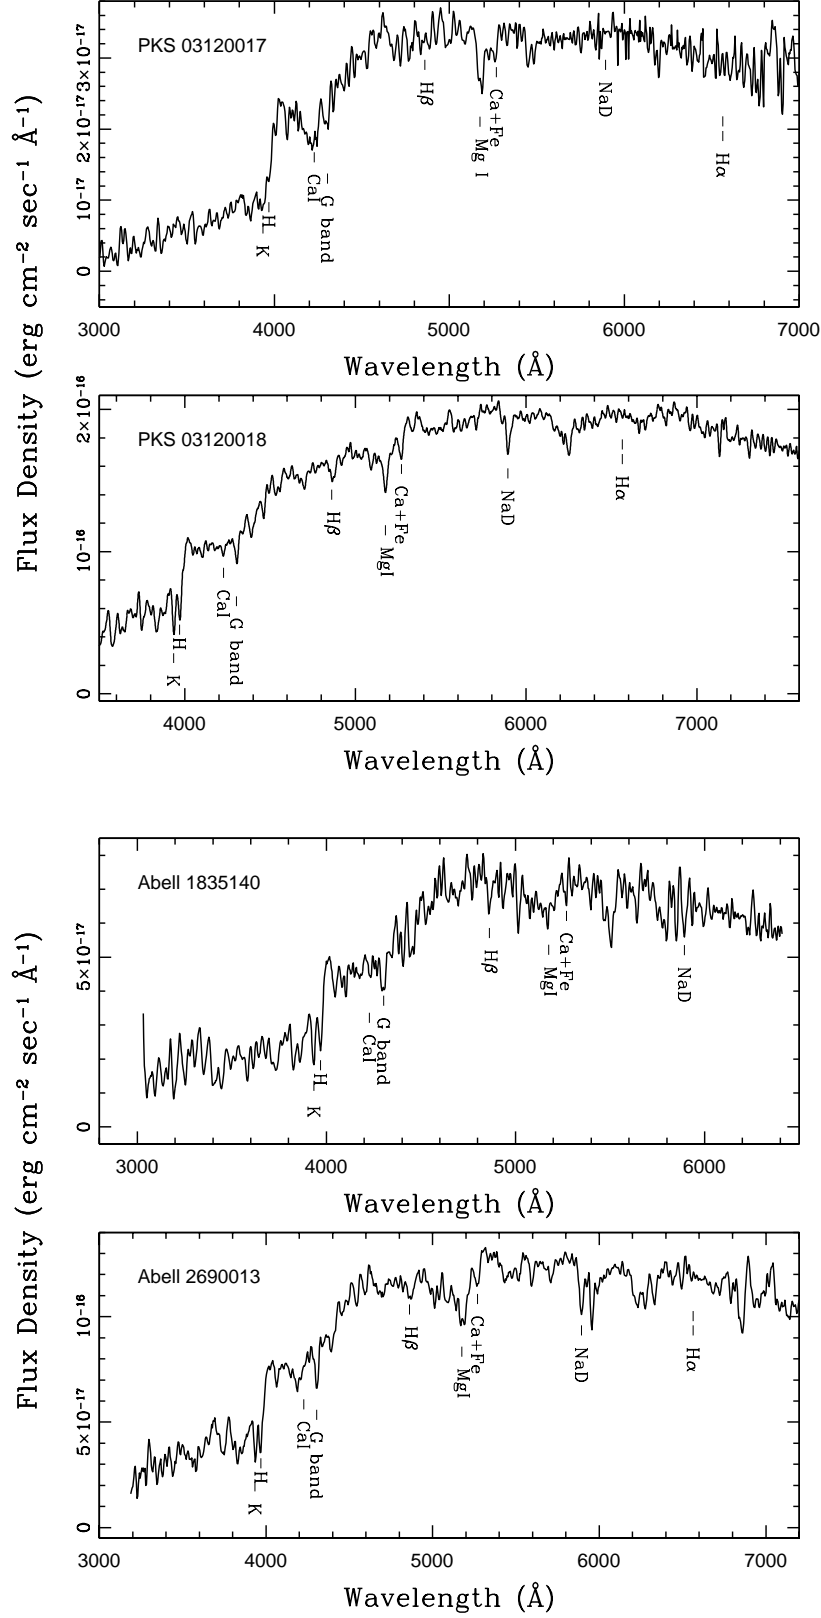 Flux Density (erg cm−2 sec−1 Å−1)
PKS 03120017
3×10−17
2×10−17
10−17
0
Hβ
Ca+Fe
Mg I
NaD
Hα
CaI
G band
H
K
3000 4000 5000 6000 7000
Wavelength (Å)
PKS 03120018
2×10−16
10−16
0
Hβ
Ca+Fe
MgI
NaD
Hα
CaI
G band
H
K
4000 5000 6000 7000
Wavelength (Å)
Flux Density (erg cm−2 sec−1 Å−1)
Abell 1835140
5×10−17
0
Hβ
Ca+Fe
MgI
NaD
G band
CaI
H
K
3000 4000 5000 6000
Wavelength (Å)
Abell 2690013
10−16
5×10−17
0
Hβ
Ca+Fe
MgI
NaD
Hα
CaI
G band
H
K
3000 4000 5000 6000 7000
Wavelength (Å)